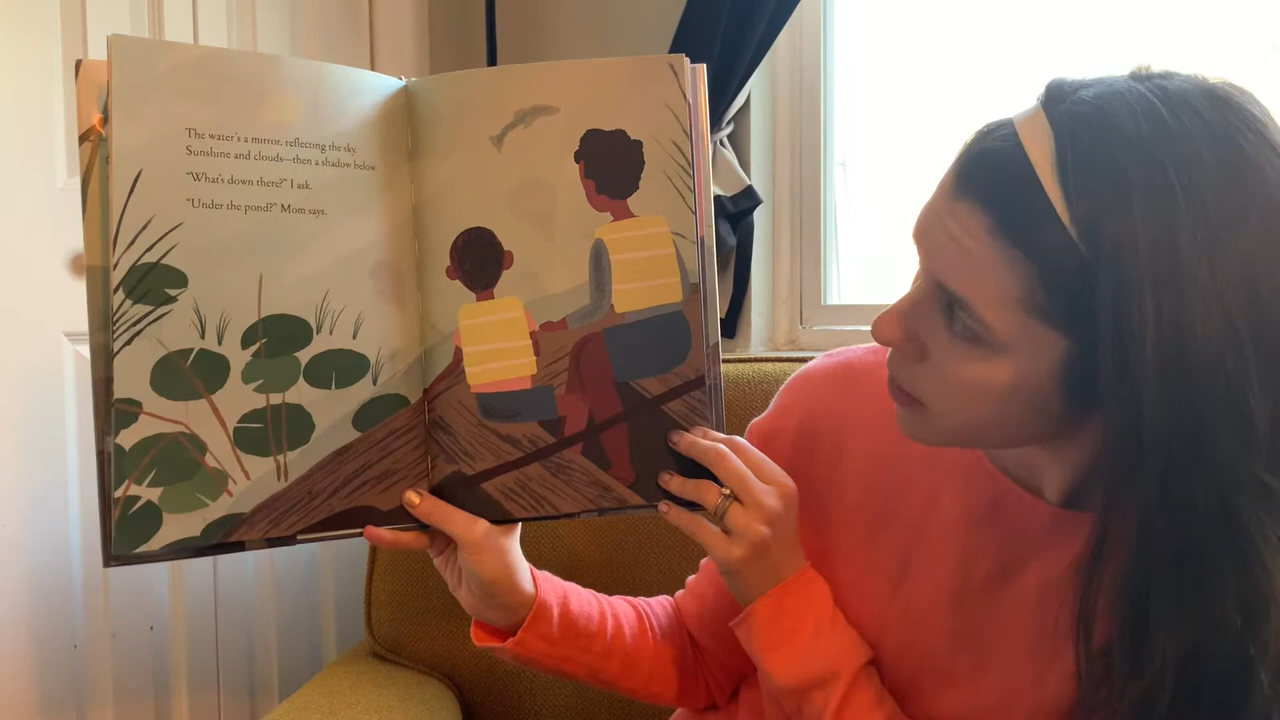 The water's a mirror, reflecting the sky.
Sunshine and clouds—then a shadow below.
“What's down there?” I ask.
“Under the pond?” Mom says.